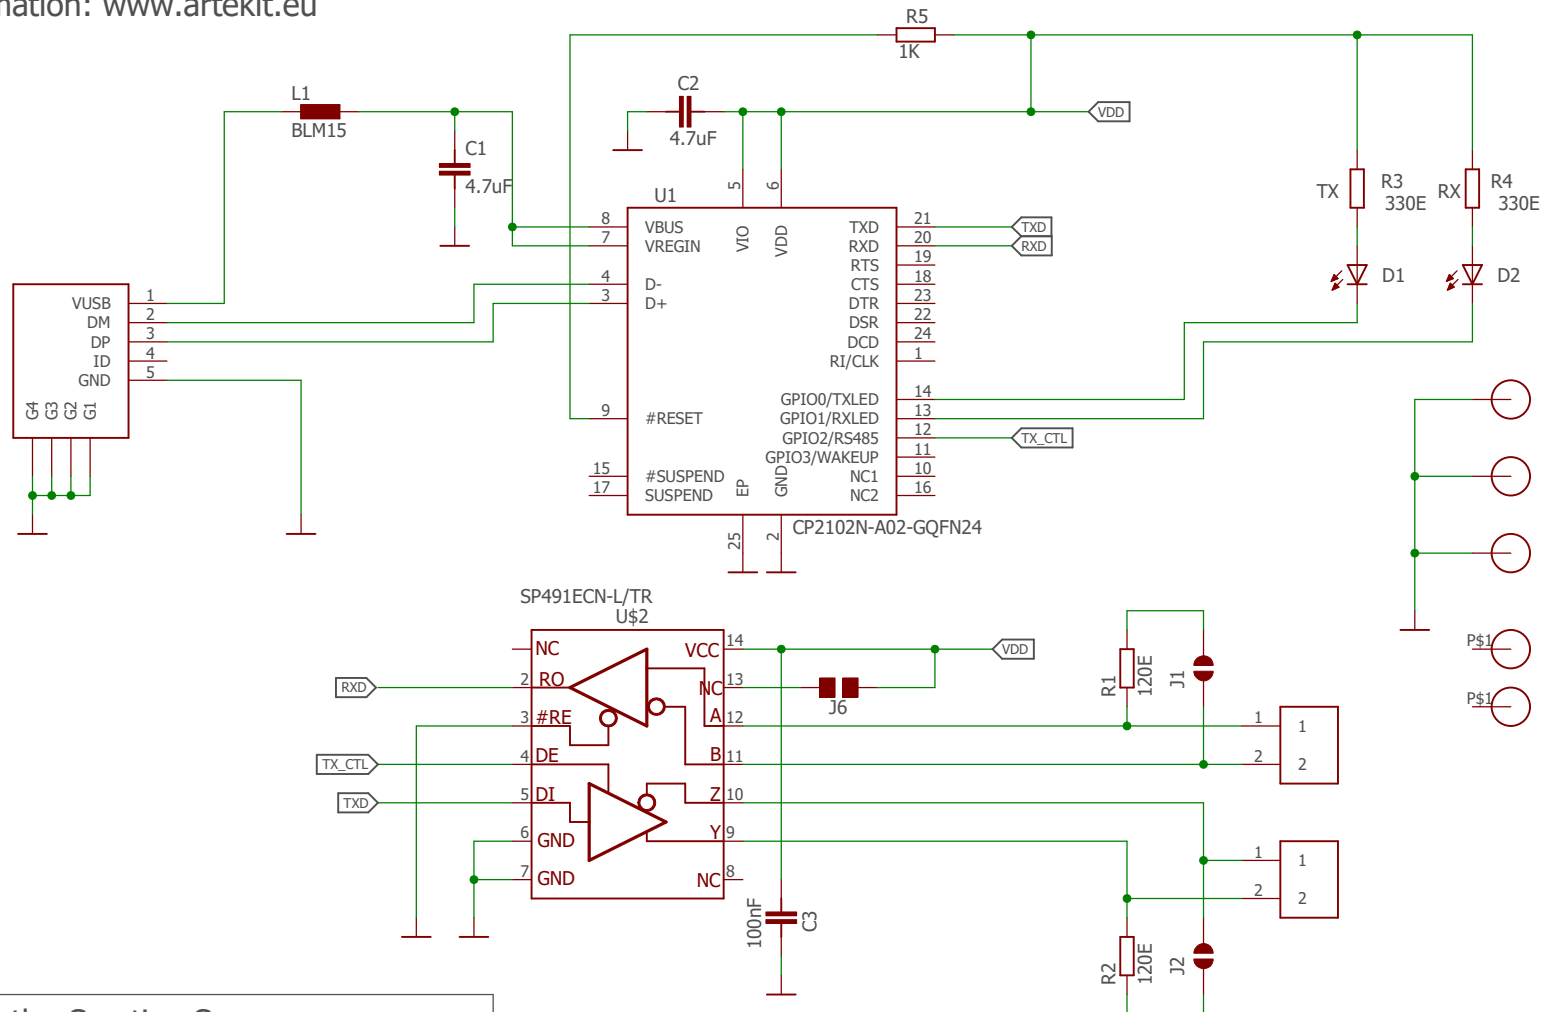 nation: www.artekit.eu
R5
1K
C2
4.7uF
VDD
L1
BLM15
C1
4.7uF
TX
R3
330E
RX
R4
330E
D1
D2
U1
5
6
VIO
VDD
8 VBUS
7 VREGIN
4 D-
3 D+
9 #RESET
15 #SUSPEND
17 SUSPEND
TXD 21 TXD
RXD 20 RXD
RTS 19
CTS 18
DTR 23
DSR 22
DCD 24
RI/CLK 1
GPIO0/TXLED 14
GPIO1/RXLED 13
GPIO2/RS485 12 TX_CTL
GPIO3/WAKEUP 11
NC1 10
NC2 16
EP
GND
25
2
CP2102N-A02-GQFN24
VUSB 1
DM 2
DP 3
ID 4
GND 5
G4 G3 G2 G1
SP491ECN-L/TR
U$2
NC
RXD 2 RO
3 #RE
TX_CTL 4 DE
TXD 5 DI
6 GND
7 GND
VCC 14 VDD
NC 13
J6
A 12
B 11
Z 10
Y 9
NC 8
100nF
C3
R1
120E
J1
1 1
2 2
1 1
2 2
R2
120E
J2
P$1
P$1